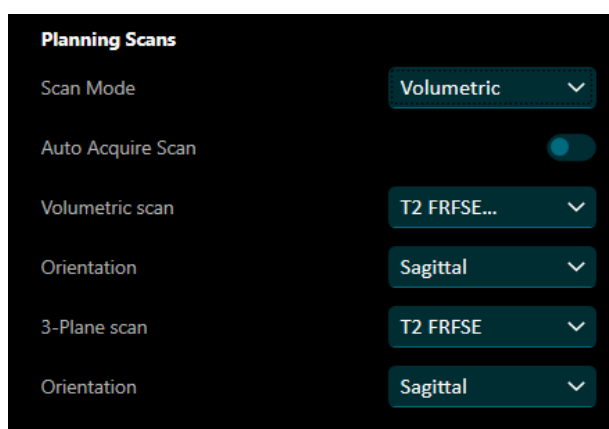 Planning Scans
Scan Mode Volumetric
Auto Acquire Scan
Volumetric scan T2 FRFSE...
Orientation Sagittal
3-Plane scan T2 FRFSE
Orientation Sagittal